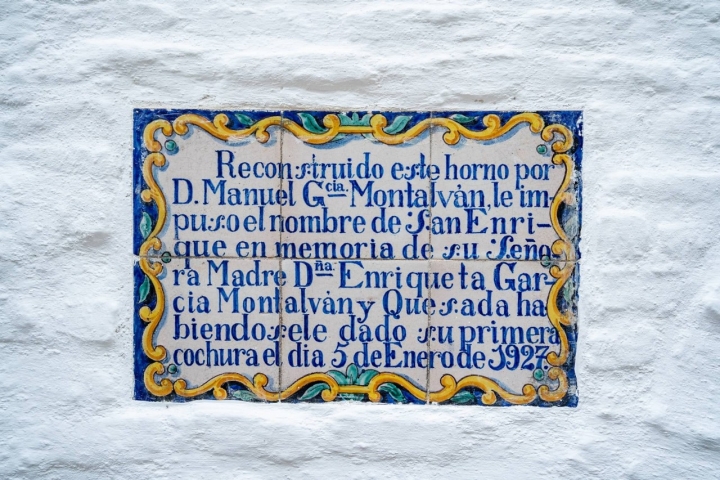 Reconstruido este horno por
D. Manuel Gcia. Montalván, le im-
puso el nombre de San Enri-
que en memoria de su Seño-
ra Madre Dña. Enriqueta Gar-
cia Montalván y Quesada ha-
biendosele dado su primera
cochura el dia 5 de Enero de 1927.